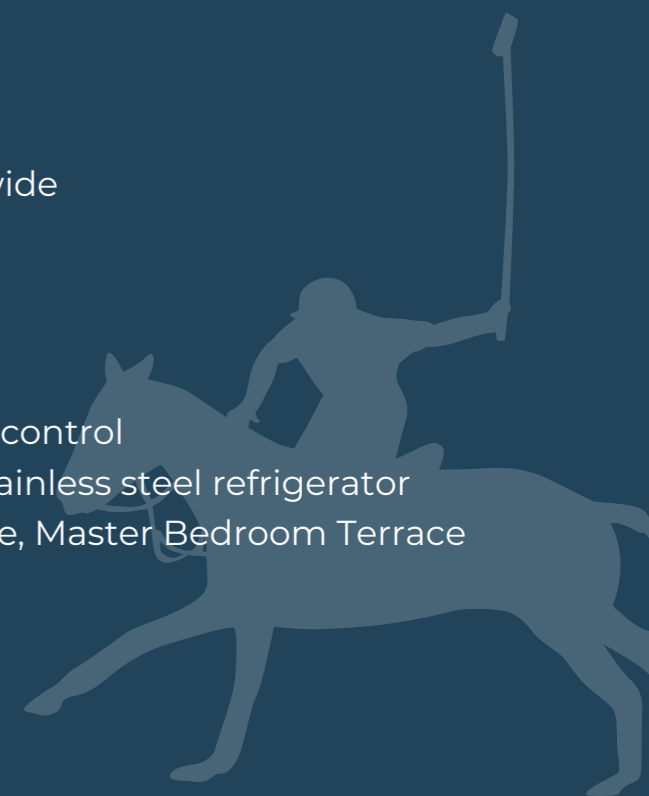 vide
control
ainless steel refrigerator
e, Master Bedroom Terrace